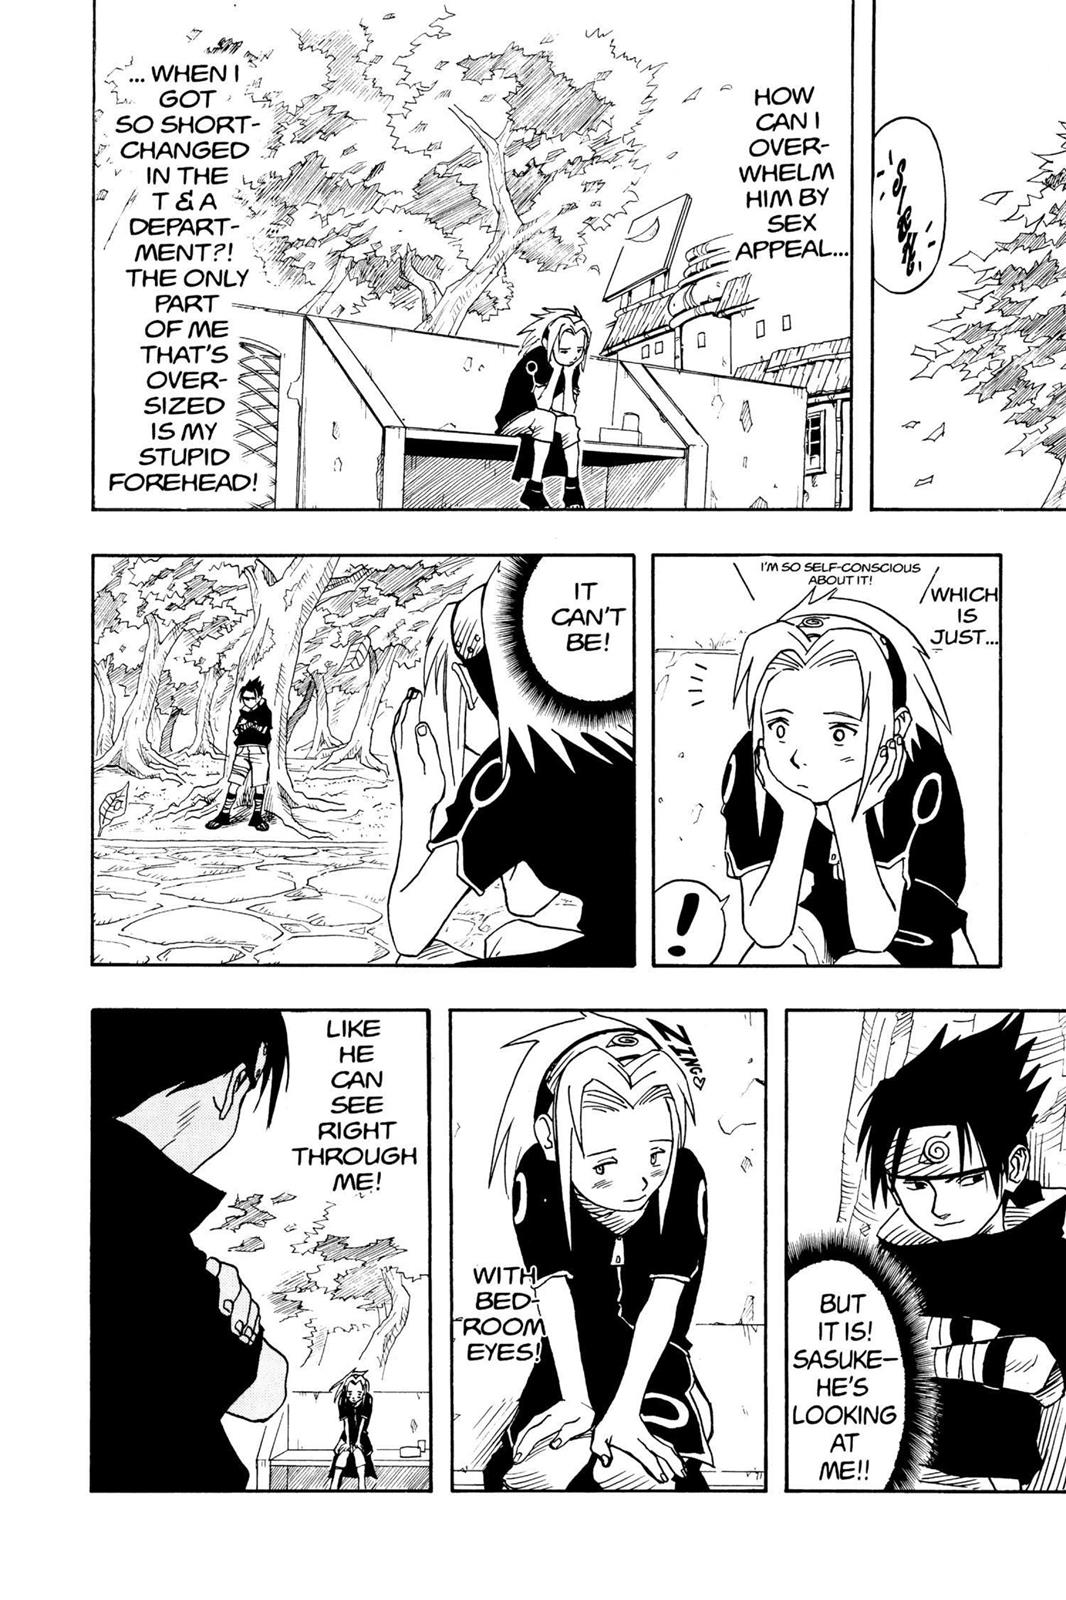 HOW
CAN I
OVER-
WHELM
HIM BY
SEX
APPEAL...
... WHEN I
GOT
SO SHORT-
CHANGED
IN THE
T & A
DEPART-
MENT?!
THE ONLY
PART
OF ME
THAT'S
OVER-
SIZED
IS MY
STUPID
FOREHEAD!
WHICH
IS
JUST...
I'M SO SELF-CONSCIOUS
ABOUT IT!
!
IT
CAN'T
BE!
BUT
IT IS!
SASUKE—
HE'S
LOOKING
AT
ME!!
ZING♡
WITH
BED-
ROOM
EYES!
LIKE
HE
CAN
SEE
RIGHT
THROUGH
ME!